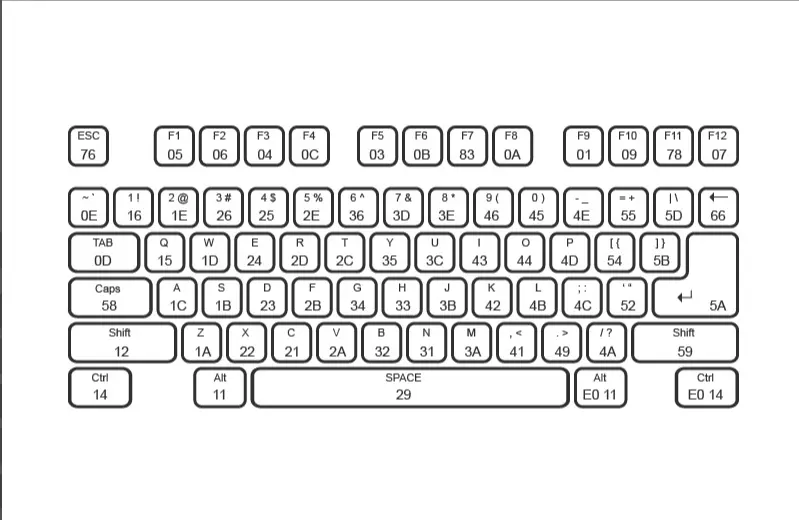 ESC F1 F2 F3 F4 F5 F6 F7 F8 F9 F10 F11 F12
76 05 06 04 0C 03 0B 83 0A 01 09 78 07
~ ` 1 ! 2 @ 3 # 4 $ 5 % 6 ^ 7 & 8 * 9 ( 0 ) - _ = + | \ ←
0E 16 1E 26 25 2E 36 3D 3E 46 45 4E 55 5D 66
TAB Q W E R T Y U I O P [ { ] }
0D 15 1D 24 2D 2C 35 3C 43 44 4D 54 5B
Caps A S D F G H J K L ; : ' " ↵
58 1C 1B 23 2B 34 33 3B 42 4B 4C 52 5A
Shift Z X C V B N M , < . > / ? Shift
12 1A 22 21 2A 32 31 3A 41 49 4A 59
Ctrl Alt SPACE Alt Ctrl
14 11 29 E0 11 E0 14